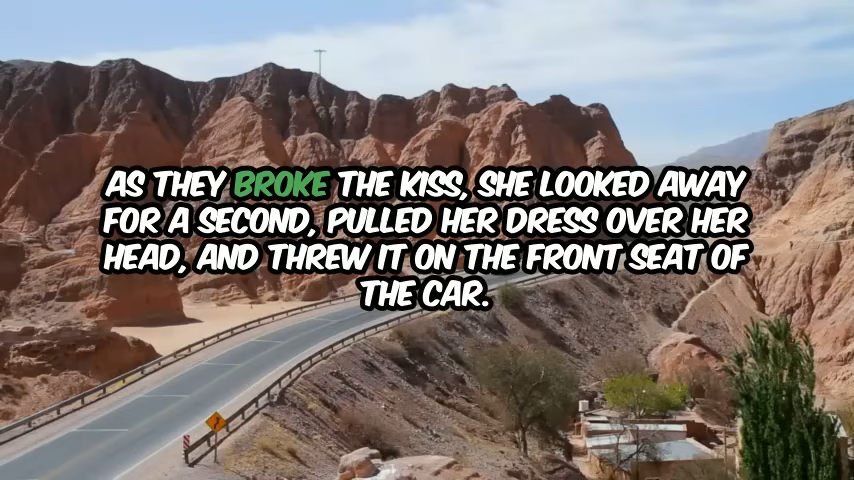 AS THEY BROKE THE KISS, SHE LOOKED AWAY
FOR A SECOND, PULLED HER DRESS OVER HER
HEAD, AND THREW IT ON THE FRONT SEAT OF
THE CAR.